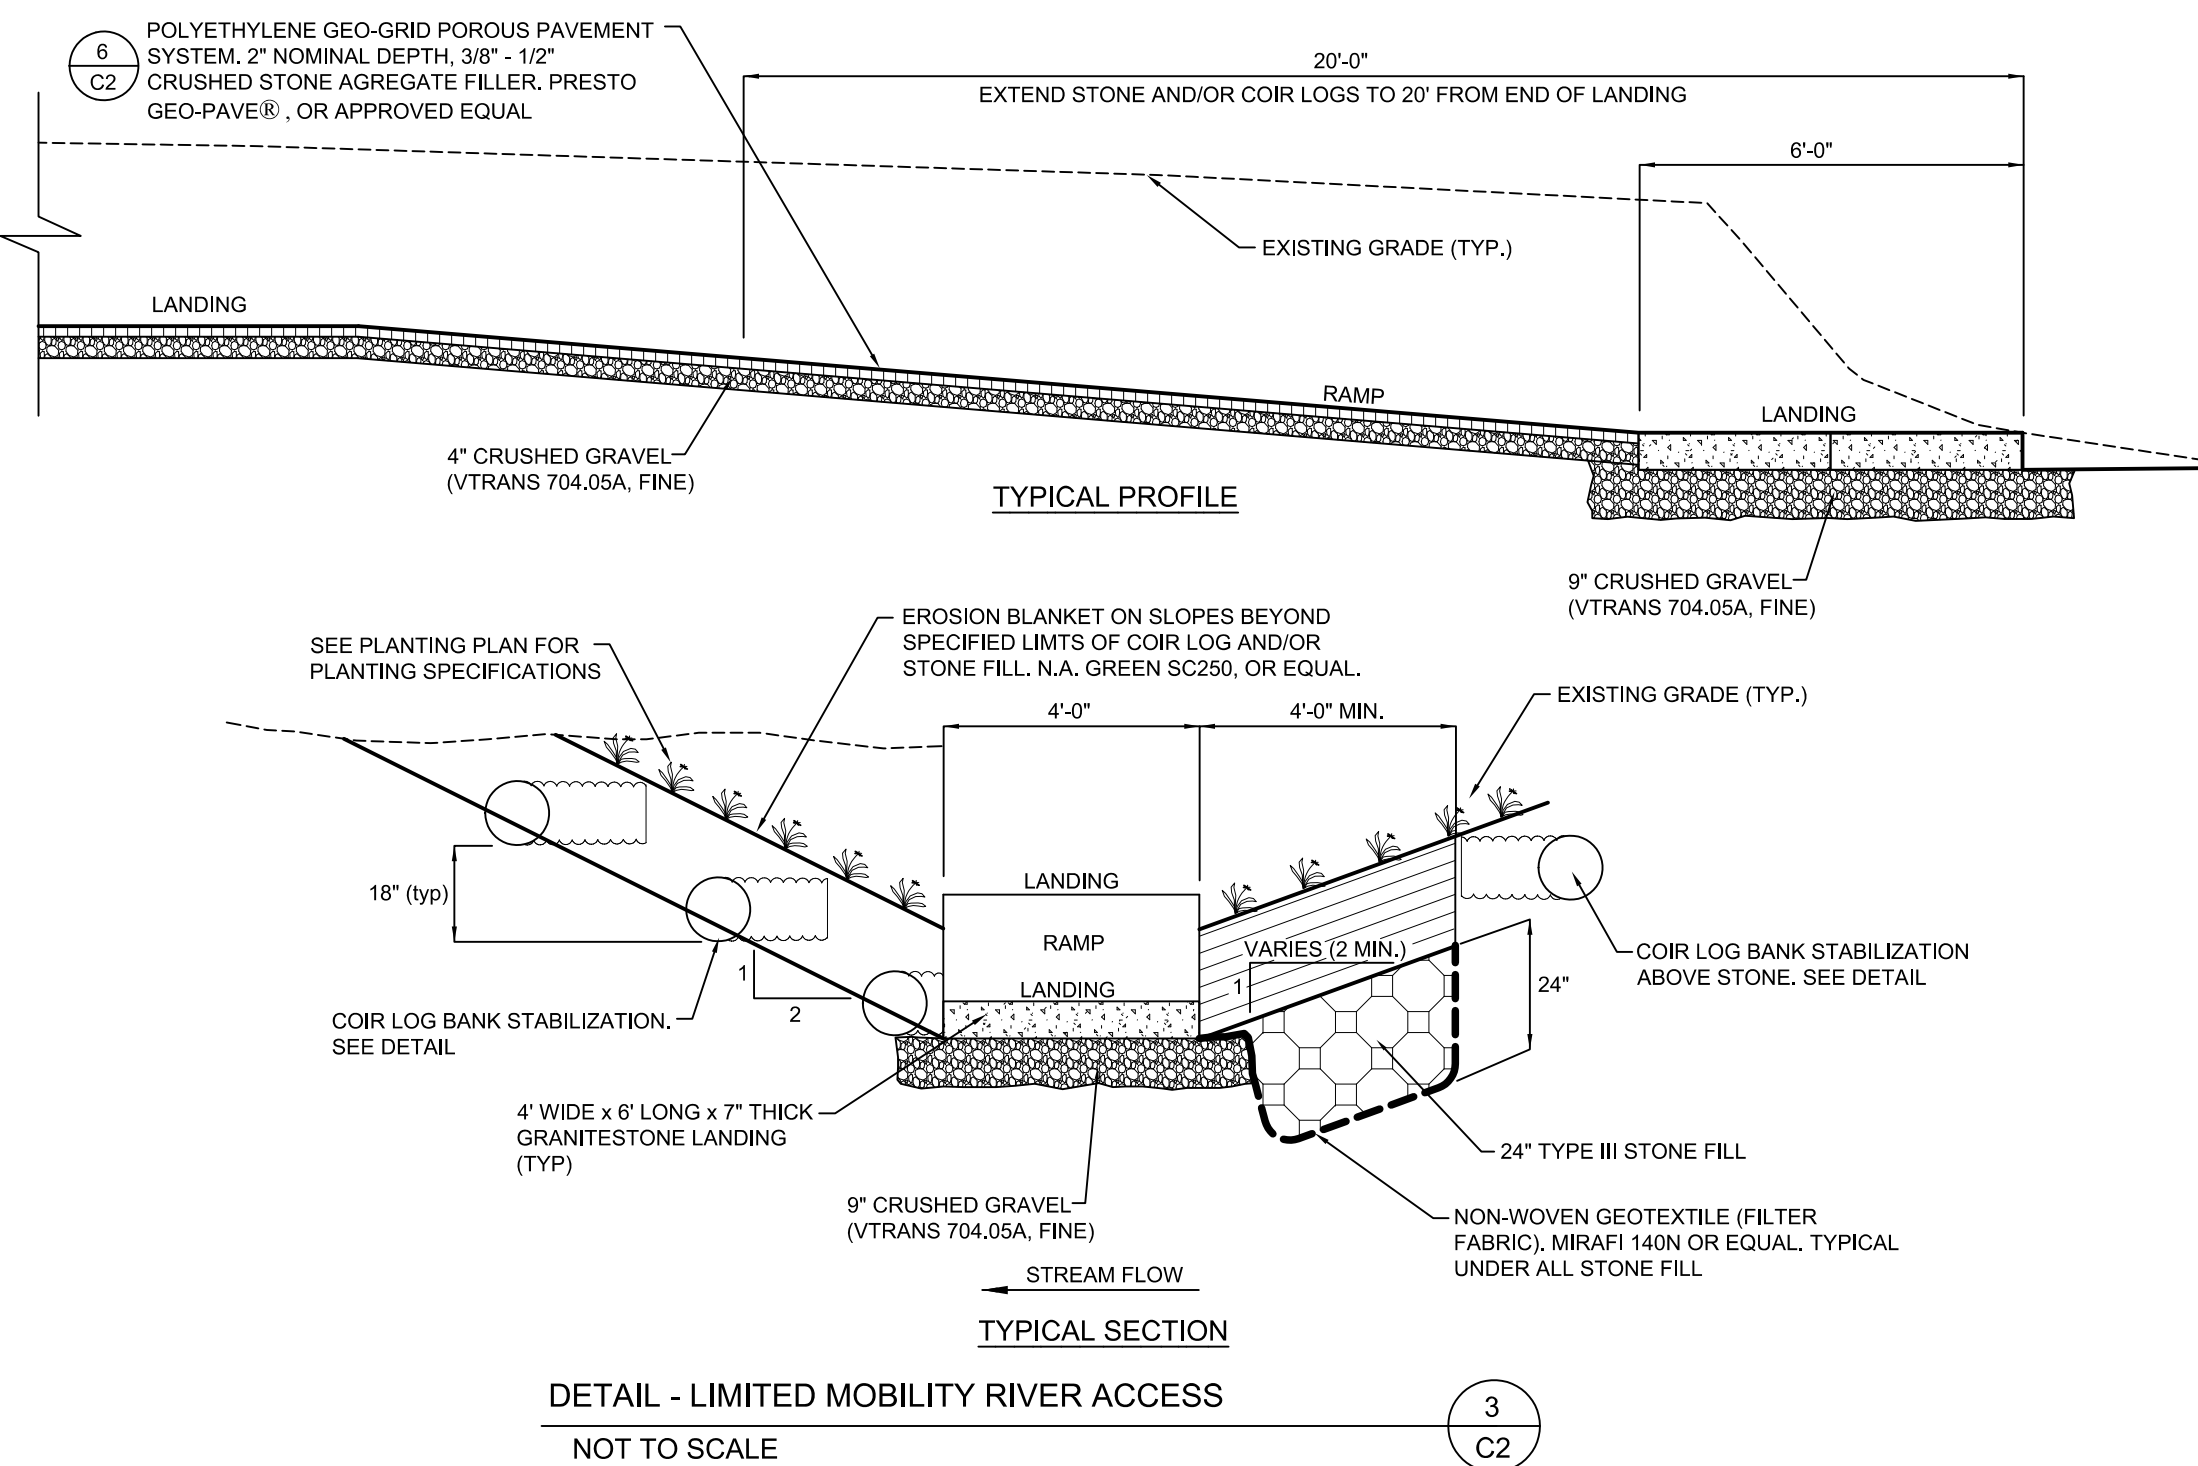 6
C2
POLYETHYLENE GEO-GRID POROUS PAVEMENT
SYSTEM. 2" NOMINAL DEPTH, 3/8" - 1/2"
CRUSHED STONE AGREGATE FILLER. PRESTO
GEO-PAVE® , OR APPROVED EQUAL
20'-0"
EXTEND STONE AND/OR COIR LOGS TO 20' FROM END OF LANDING
6'-0"
EXISTING GRADE (TYP.)
LANDING
RAMP
LANDING
4" CRUSHED GRAVEL
(VTRANS 704.05A, FINE)
TYPICAL PROFILE
9" CRUSHED GRAVEL
(VTRANS 704.05A, FINE)
SEE PLANTING PLAN FOR
PLANTING SPECIFICATIONS
EROSION BLANKET ON SLOPES BEYOND
SPECIFIED LIMTS OF COIR LOG AND/OR
STONE FILL. N.A. GREEN SC250, OR EQUAL.
EXISTING GRADE (TYP.)
4'-0"
4'-0" MIN.
18" (typ)
LANDING
RAMP
LANDING
VARIES (2 MIN.)
1
1
2
24"
COIR LOG BANK STABILIZATION
ABOVE STONE. SEE DETAIL
COIR LOG BANK STABILIZATION.
SEE DETAIL
4' WIDE x 6' LONG x 7" THICK
GRANITESTONE LANDING
(TYP)
24" TYPE III STONE FILL
9" CRUSHED GRAVEL
(VTRANS 704.05A, FINE)
NON-WOVEN GEOTEXTILE (FILTER
FABRIC). MIRAFI 140N OR EQUAL. TYPICAL
UNDER ALL STONE FILL
STREAM FLOW
TYPICAL SECTION
DETAIL - LIMITED MOBILITY RIVER ACCESS
NOT TO SCALE
3
C2